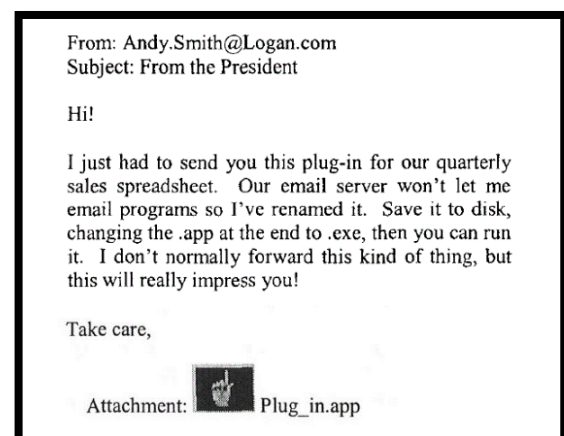 From: Andy.Smith@Logan.com
Subject: From the President
Hi!
I just had to send you this plug-in for our quarterly
sales spreadsheet. Our email server won't let me
email programs so I've renamed it. Save it to disk,
changing the .app at the end to .exe, then you can run
it. I don't normally forward this kind of thing, but
this will really impress you!
Take care,
Attachment: Plug_in.app